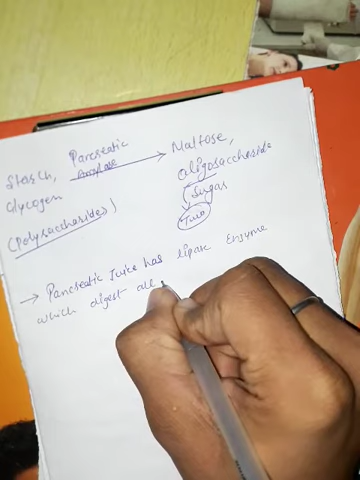 Starch, Pancreatic Amylase → Maltose,
Glycogen oligosaccharide
(Polysaccharides) (Sugar
Two
→ Pancreatic Juice has lipase Enzyme
which digest all